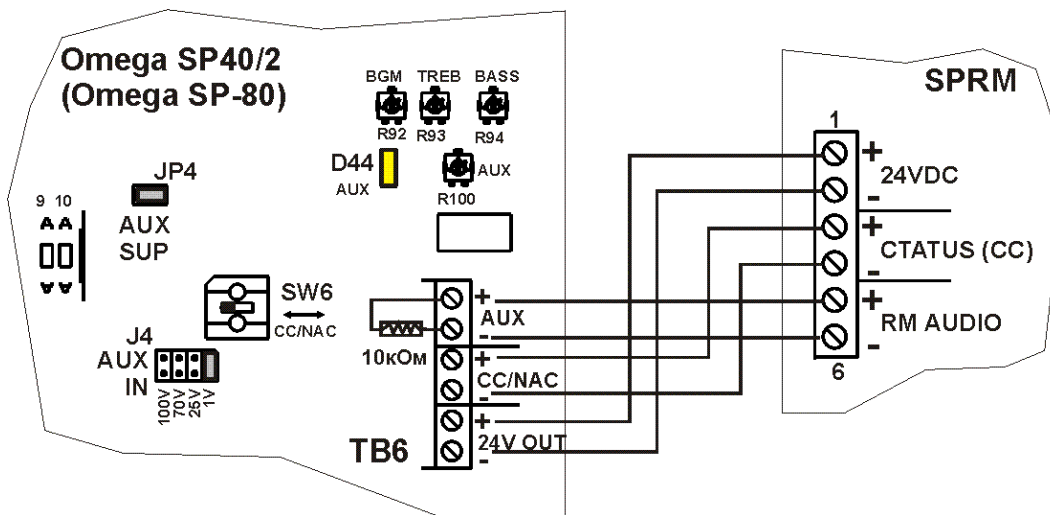 Omega SP40/2
(Omega SP-80)
BGM TREB BASS
R92 R93 R94
D44
AUX
AUX
R100
JP4
AUX
SUP
9 10
SW6
CC/NAC
J4
AUX
IN
100V 70V 25V 1V
+
AUX
-
10кОм
+
CC/NAC
-
+
24V OUT
-
TB6
SPRM
1
+
24VDC
-
+
CTATUS (CC)
-
+
RM AUDIO
-
6